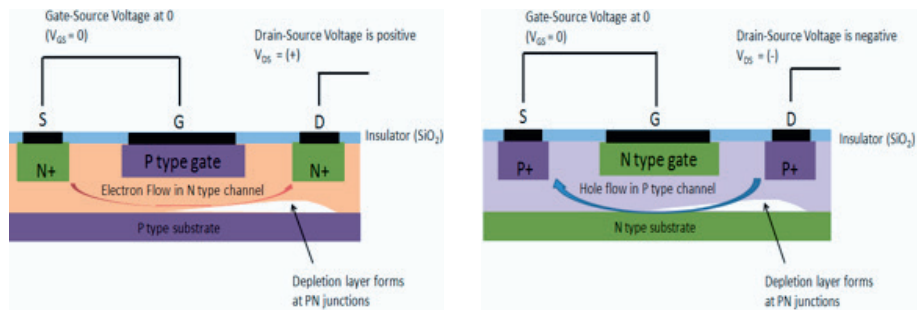 Gate-Source Voltage at 0
(VGS = 0)
Drain-Source Voltage is positive
VDS = (+)
S
G
D
Insulator (SiO2)
N+
P type gate
N+
Electron Flow in N type channel
P type substrate
Depletion layer forms
at PN junctions
Gate-Source Voltage at 0
(VGS = 0)
Drain-Source Voltage is negative
VDS = (-)
S
G
D
Insulator (SiO2)
P+
N type gate
P+
Hole flow in P type channel
N type substrate
Depletion layer forms
at PN junctions